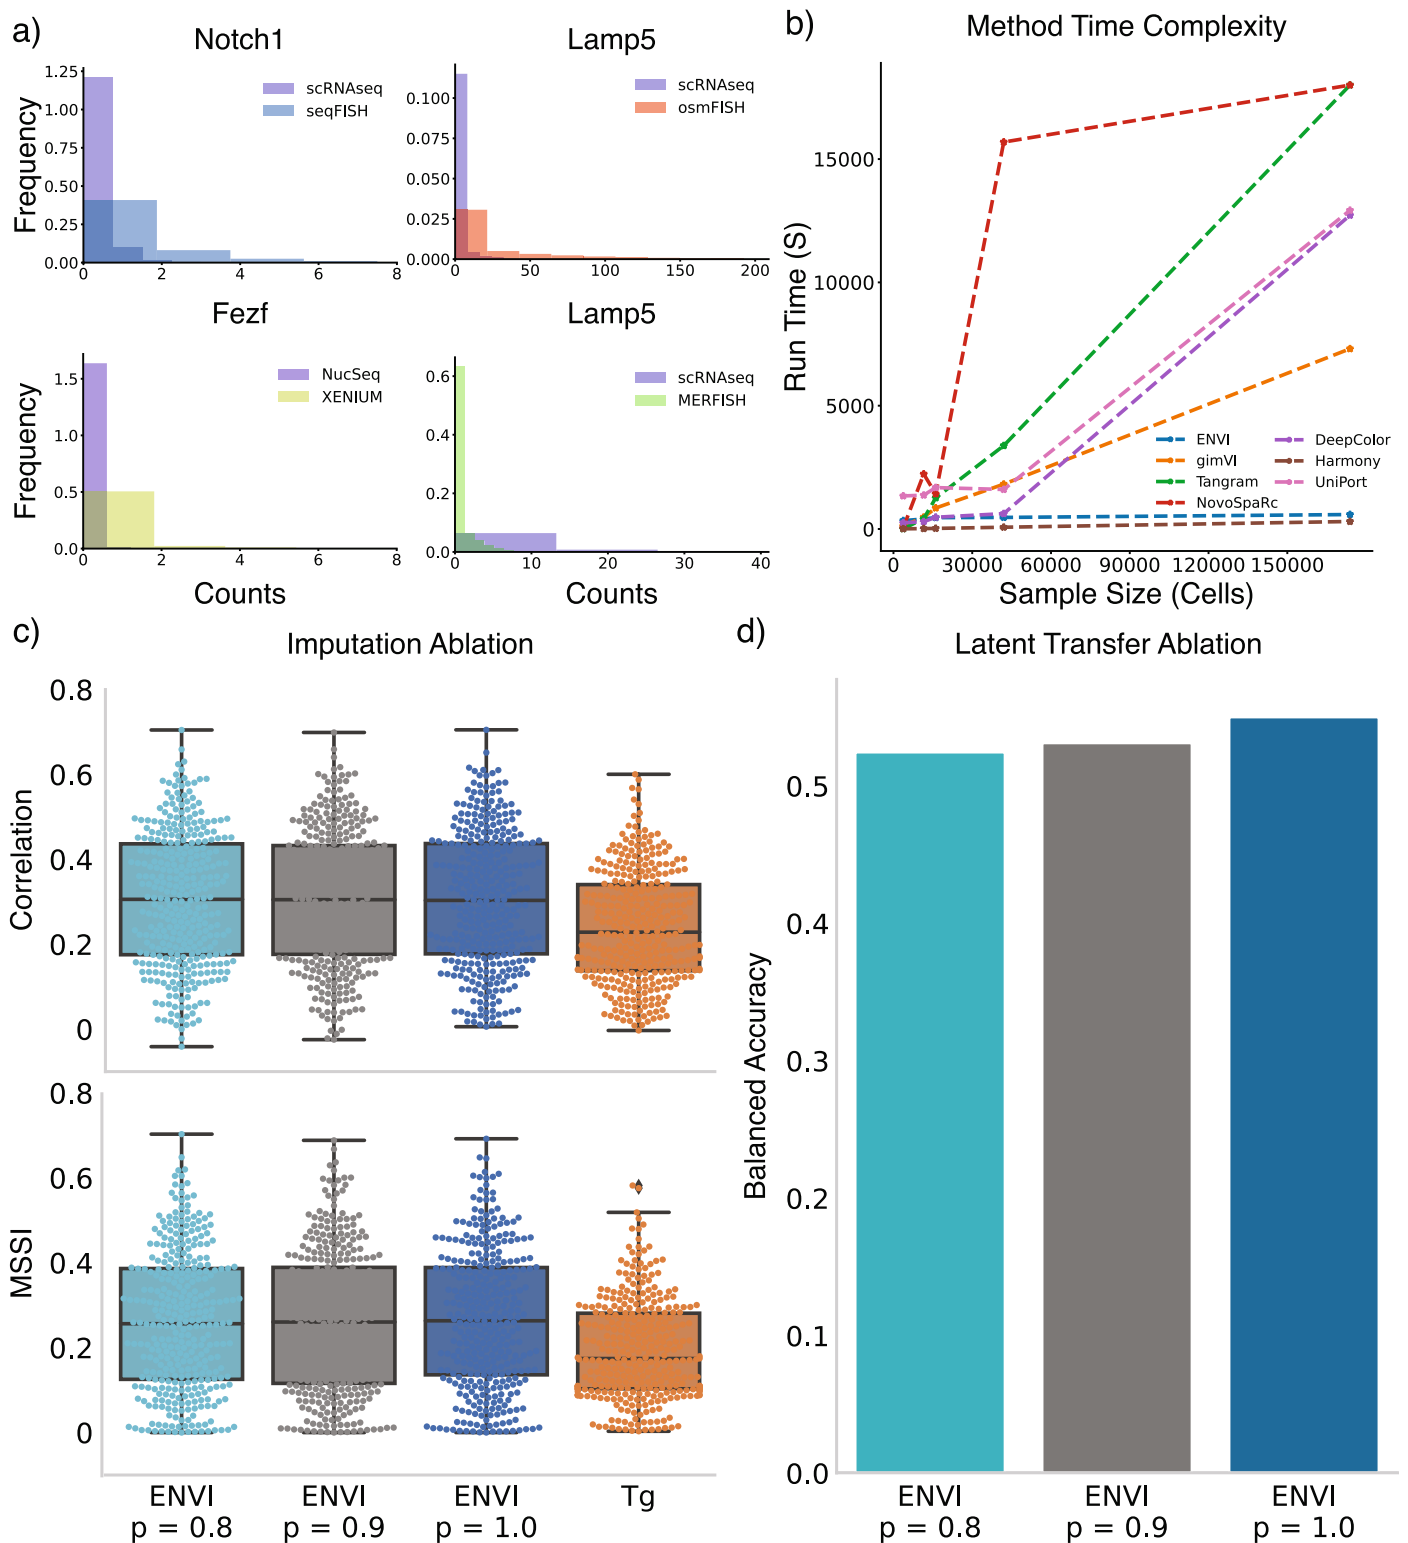 a)
Notch1
Frequency
1.25
1.00
0.75
0.50
0.25
0.00
0
2
4
6
8
scRNAseq
seqFISH
Lamp5
0.100
0.075
0.050
0.025
0.000
0
50
100
150
200
scRNAseq
osmFISH
Fezf
Frequency
1.5
1.0
0.5
0.0
0
2
4
6
8
NucSeq
XENIUM
Counts
Lamp5
0.6
0.4
0.2
0.0
0
10
20
30
40
scRNAseq
MERFISH
Counts
b)
Method Time Complexity
Run Time (S)
15000
10000
5000
0
0
30000
60000
90000
120000
150000
Sample Size (Cells)
ENVI
gimVI
Tangram
NovoSpaRc
DeepColor
Harmony
UniPort
c)
Imputation Ablation
Correlation
0.8
0.6
0.4
0.2
0
MSSI
0.8
0.6
0.4
0.2
0
ENVI
p = 0.8
ENVI
p = 0.9
ENVI
p = 1.0
Tg
d)
Latent Transfer Ablation
Balanced Accuracy
0.5
0.4
0.3
0.2
0.1
0.0
ENVI
p = 0.8
ENVI
p = 0.9
ENVI
p = 1.0